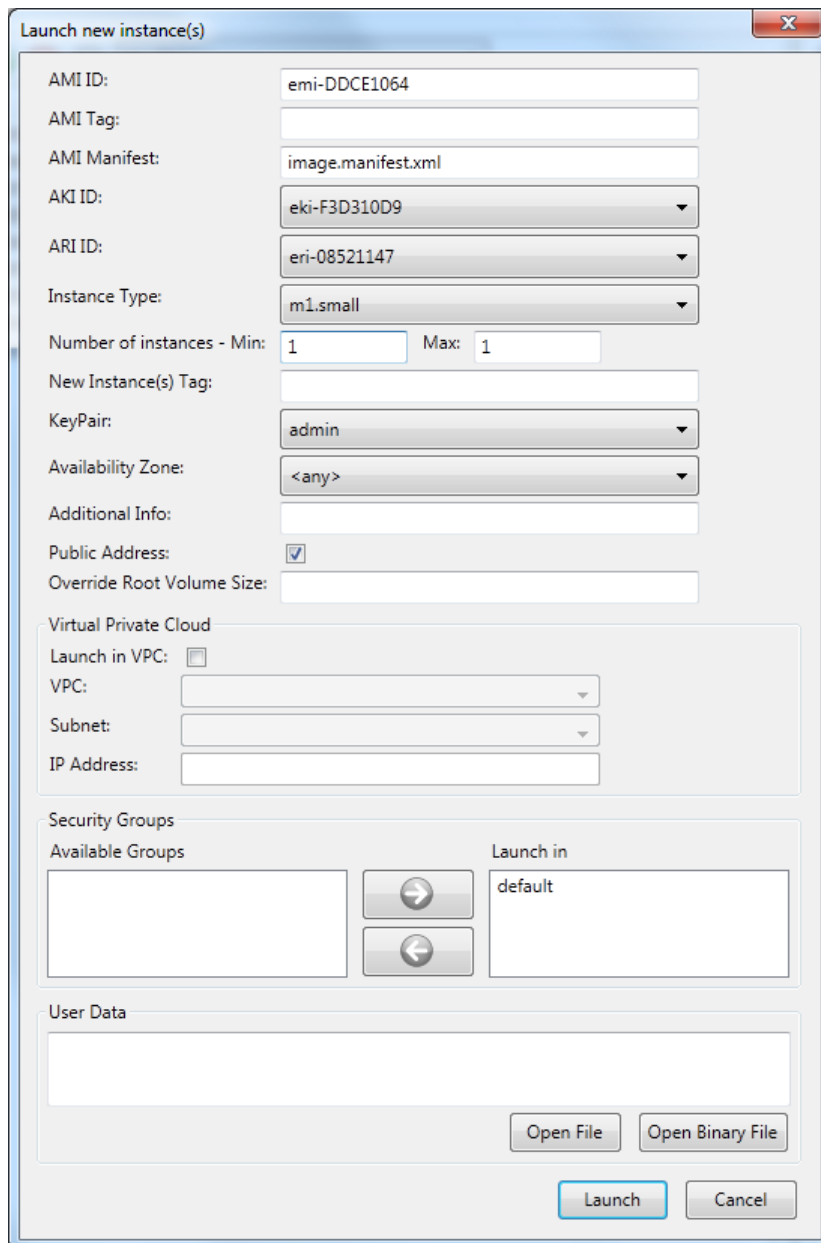 Launch new instance(s)
AMI ID: emi-DDCE1064
AMI Tag:
AMI Manifest: image.manifest.xml
AKI ID: eki-F3D310D9
ARI ID: eri-08521147
Instance Type: m1.small
Number of instances - Min: 1 Max: 1
New Instance(s) Tag:
KeyPair: admin
Availability Zone: <any>
Additional Info:
Public Address:
Override Root Volume Size:
Virtual Private Cloud
Launch in VPC:
VPC:
Subnet:
IP Address:
Security Groups
Available Groups Launch in
default
User Data
Open File Open Binary File
Launch Cancel